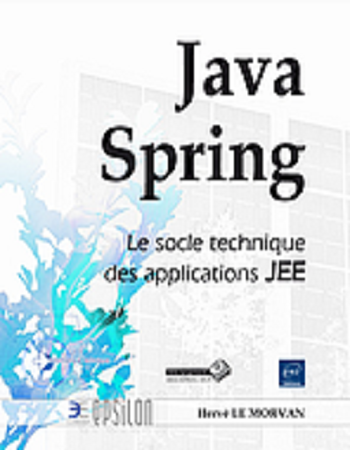 Java
Spring
Le socle technique
des applications JEE
epsilon
Hervé LE MORVAN